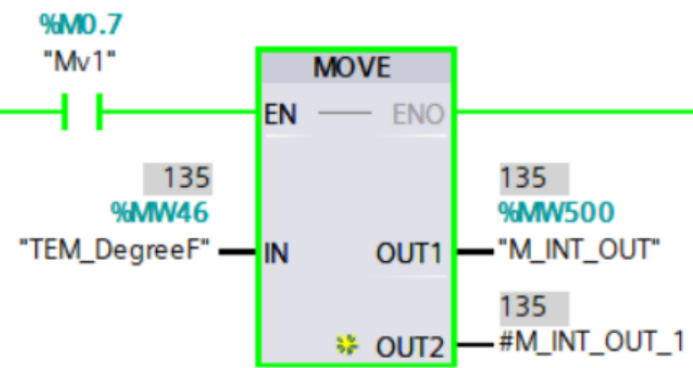 %M0.7
"Mv1"
MOVE
EN ENO
135
%MW46
"TEM_DegreeF"
IN
OUT1
135
%MW500
"M_INT_OUT"
OUT2
135
#M_INT_OUT_1